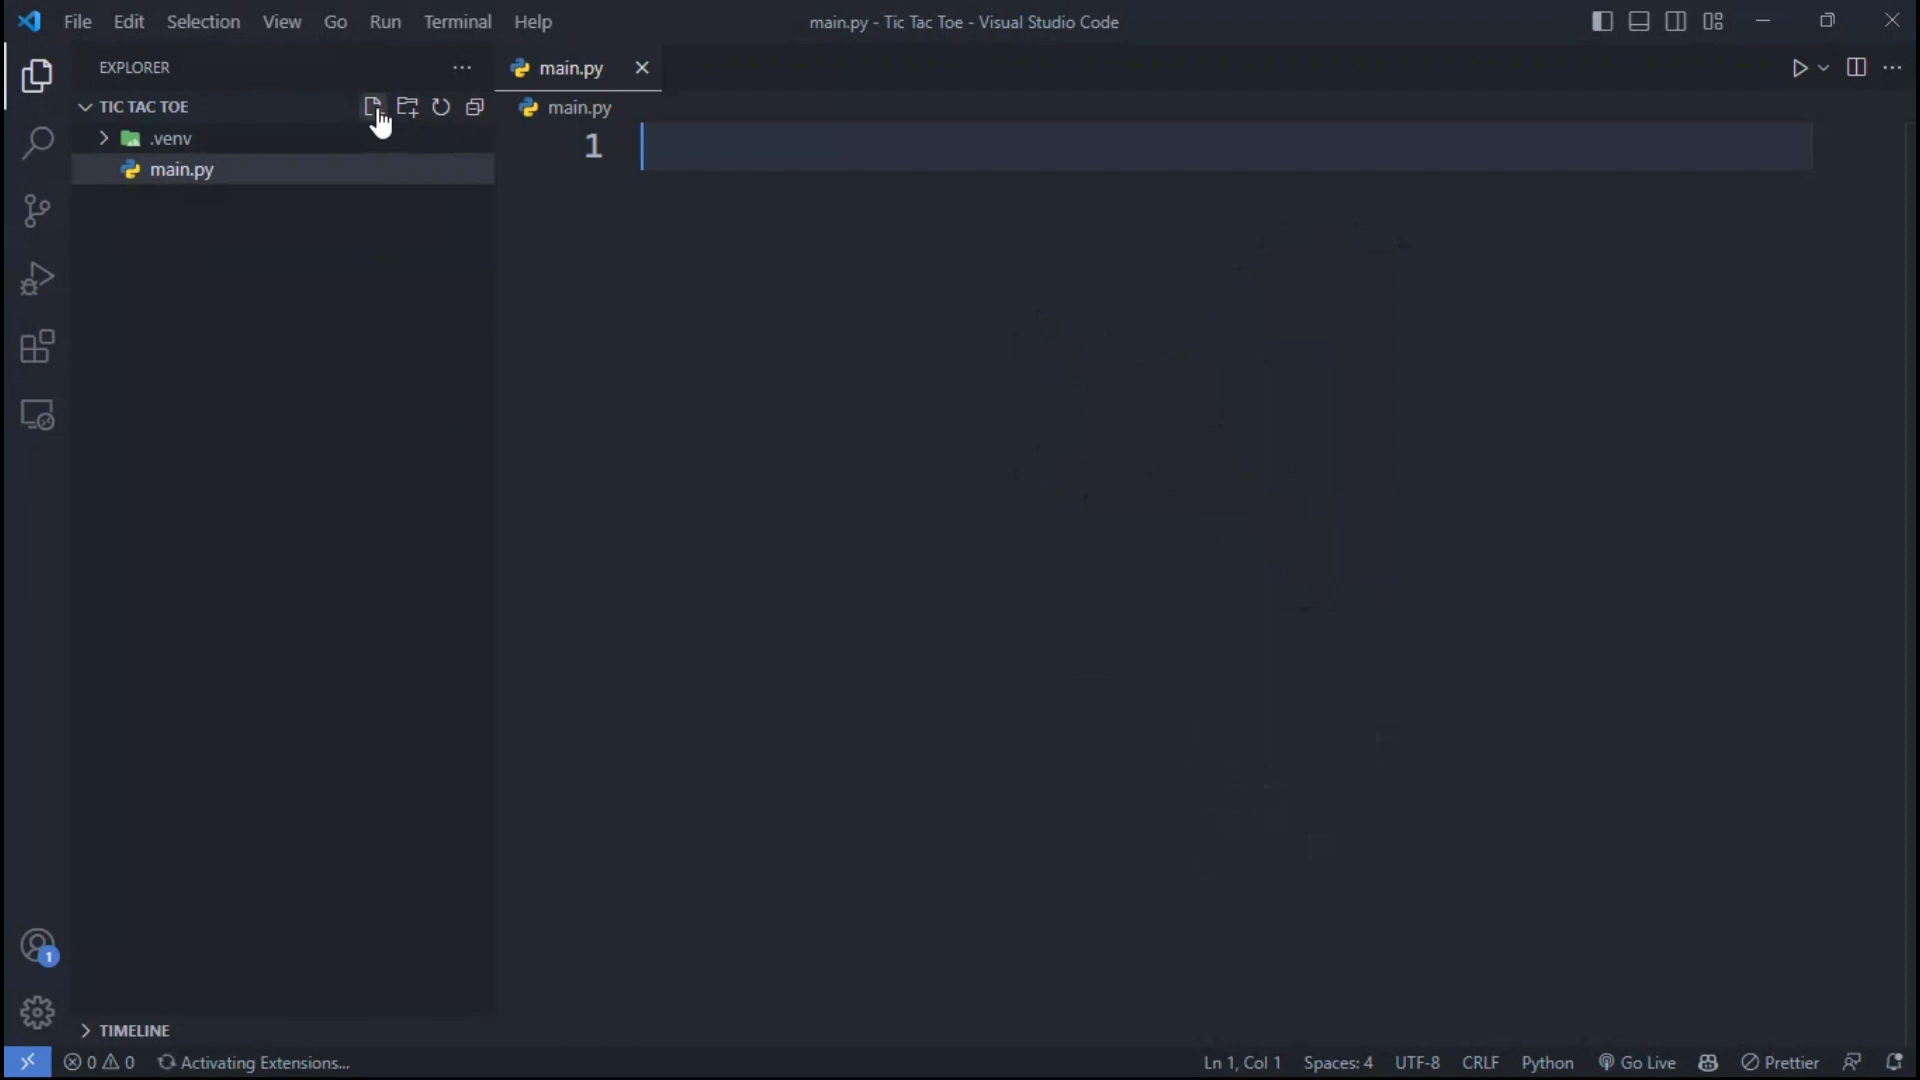 File Edit Selection View Go Run Terminal Help
main.py - Tic Tac Toe - Visual Studio Code
EXPLORER
main.py
TIC TAC TOE
main.py
.venv
main.py
1
1
TIMELINE
0 0 Activating Extensions...
Ln 1, Col 1 Spaces: 4 UTF-8 CRLF Python Go Live Prettier